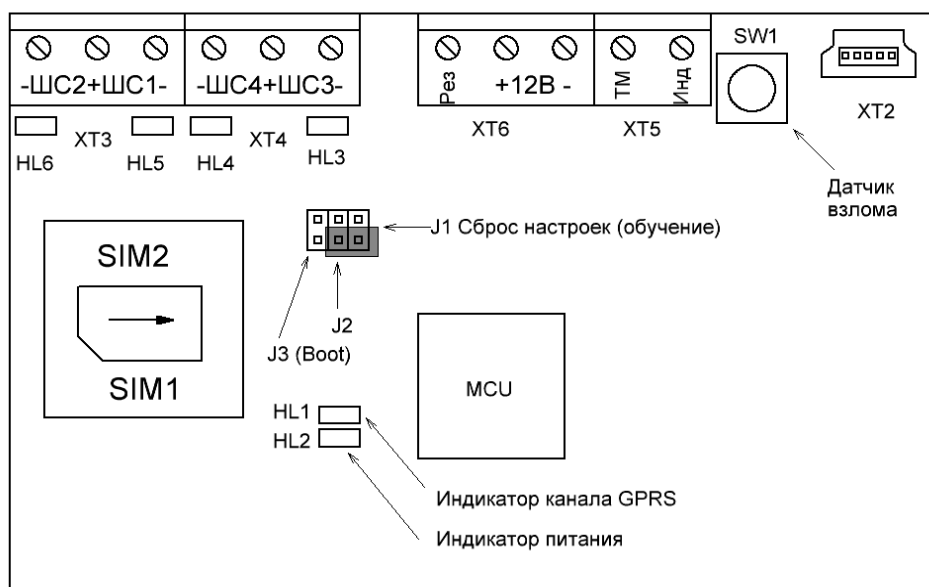 -ШС2+ШС1-
-ШС4+ШС3-
Рез
+12В -
ТМ
Инд
SW1
XT2
HL6
XT3
HL5
HL4
XT4
HL3
XT6
XT5
Датчик
взлома
J1 Сброс настроек (обучение)
J2
J3 (Boot)
SIM2
SIM1
MCU
HL1
HL2
Индикатор канала GPRS
Индикатор питания